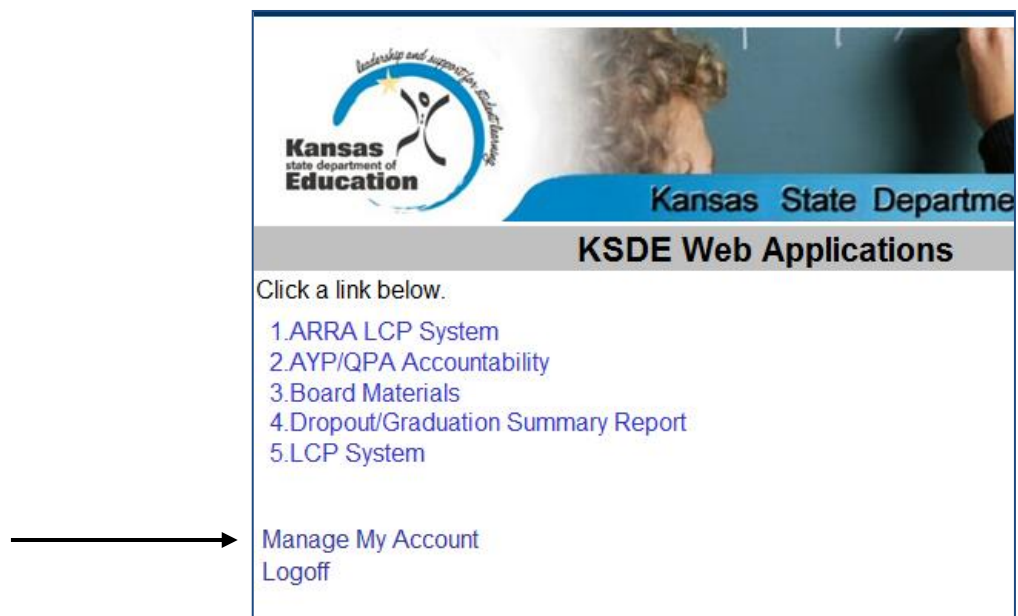 leadership and support for student learning
Kansas
state department of
Education
Kansas State Departme
KSDE Web Applications
Click a link below.
1.ARRA LCP System
2.AYP/QPA Accountability
3.Board Materials
4.Dropout/Graduation Summary Report
5.LCP System
Manage My Account
Logoff